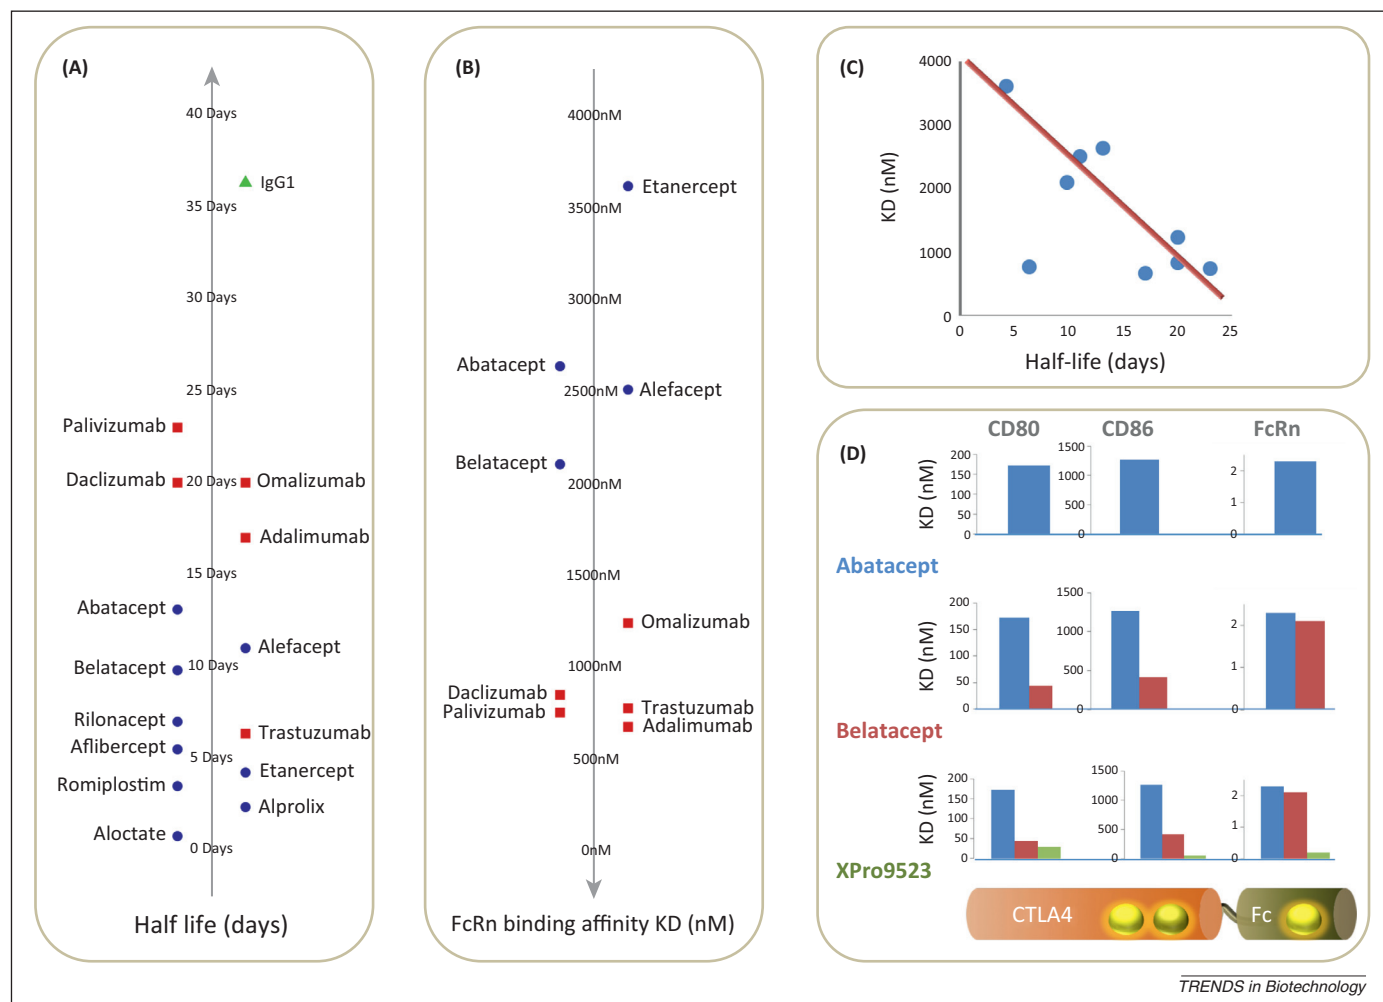 (A)
40 Days
IgG1
35 Days
30 Days
25 Days
Palivizumab
Daclizumab 20 Days Omalizumab
Adalimumab
15 Days
Abatacept
Alefacept
Belatacept 10 Days
Rilonacept
Trastuzumab
Aflibercept
5 Days
Etanercept
Romiplostim
Alprolix
Aloctate
0 Days
Half life (days)
(B)
4000nM
Etanercept
3500nM
3000nM
Abatacept
2500nM Alefacept
Belatacept
2000nM
1500nM
Omalizumab
1000nM
Daclizumab
Trastuzumab
Palivizumab
Adalimumab
500nM
0nM
FcRn binding affinity KD (nM)
(C)
4000
3000
2000
1000
0
KD (nM)
0 5 10 15 20 25
Half-life (days)
(D)
CD80 CD86 FcRn
KD (nM)
200
150
100
50
0
1500
1000
500
0
2
1
0
Abatacept
KD (nM)
200
150
100
50
0
1500
1000
500
0
2
1
0
Belatacept
KD (nM)
200
150
100
50
0
1500
1000
500
0
2
1
0
XPro9523
CTLA4 Fc
TRENDS in Biotechnology